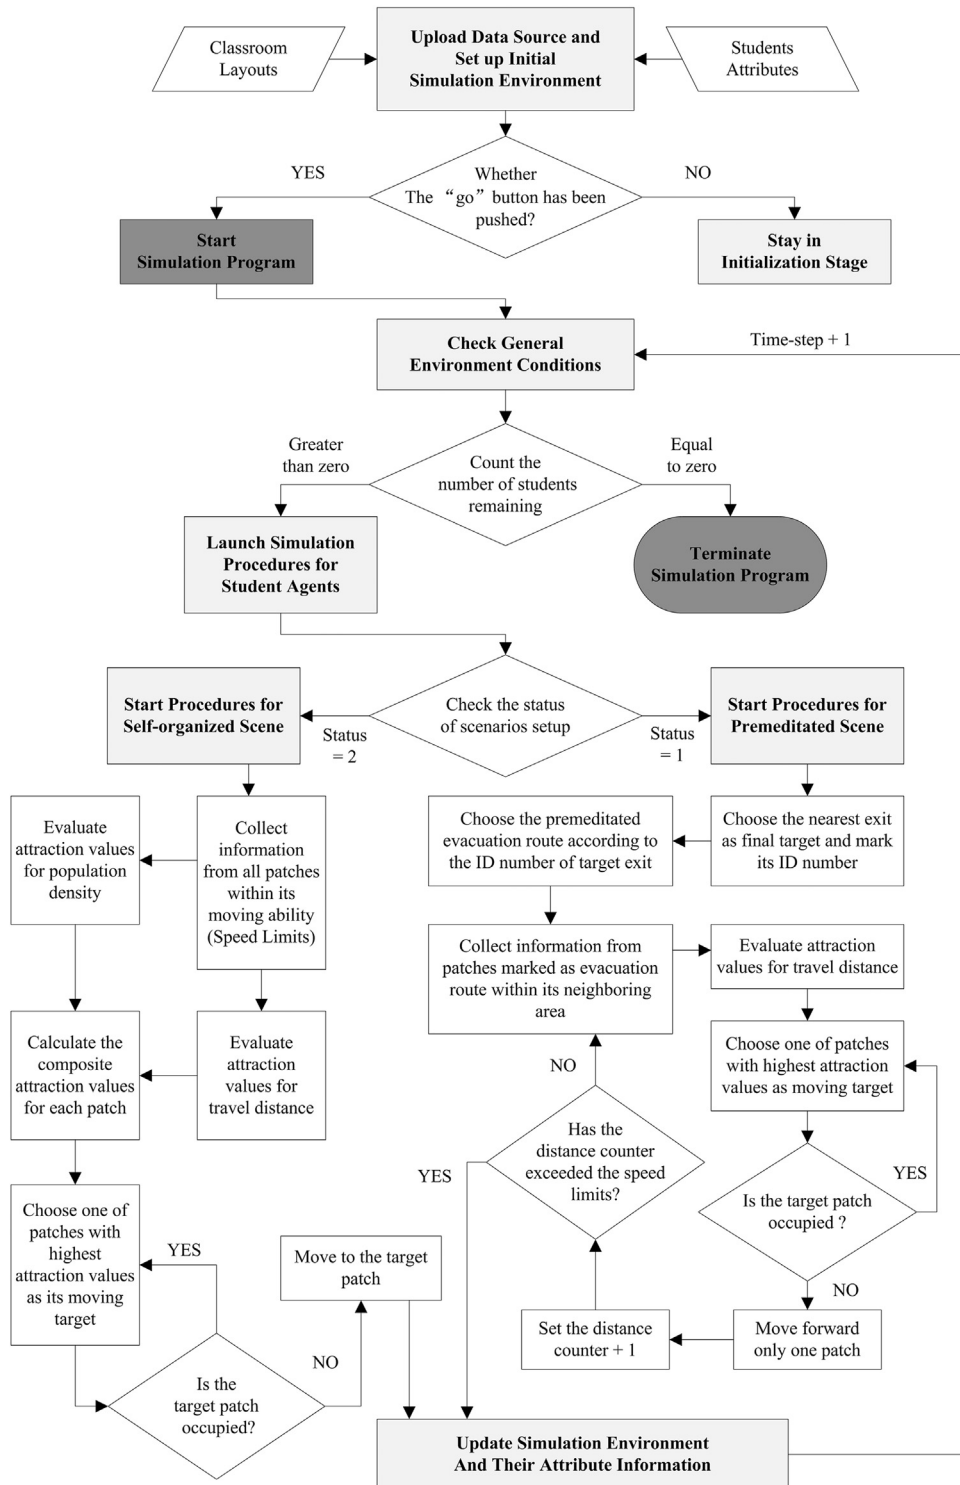 Classroom
Layouts
Upload Data Source and
Set up Initial
Simulation Environment
Students
Attributes
YES
Whether
The “go” button has been
pushed?
NO
Start
Simulation Program
Stay in
Initialization Stage
Check General
Environment Conditions
Time-step + 1
Greater
than zero
Count the
number of students
remaining
Equal
to zero
Launch Simulation
Procedures for
Student Agents
Terminate
Simulation Program
Start Procedures for
Self-organized Scene
Status
= 2
Check the status
of scenarios setup
Status
= 1
Start Procedures for
Premeditated Scene
Evaluate
attraction values
for population
density
Collect
information
from all patches
within its
moving ability
(Speed Limits)
Choose the premeditated
evacuation route according to
the ID number of target exit
Choose the nearest exit
as final target and mark
its ID number
Collect information from
patches marked as evacuation
route within its neighboring
area
Evaluate attraction
values for travel distance
Calculate the
composite
attraction values
for each patch
Evaluate
attraction
values for
travel distance
NO
Choose one of patches
with highest attraction
values as moving target
YES
Has the
distance counter
exceeded the speed
limits?
YES
Is the target patch
occupied ?
Choose one of
patches with
highest
attraction values
as its moving
target
YES
Move to the target
patch
NO
Set the distance
counter + 1
Move forward
only one patch
Is the
target patch
occupied?
NO
Update Simulation Environment
And Their Attribute Information